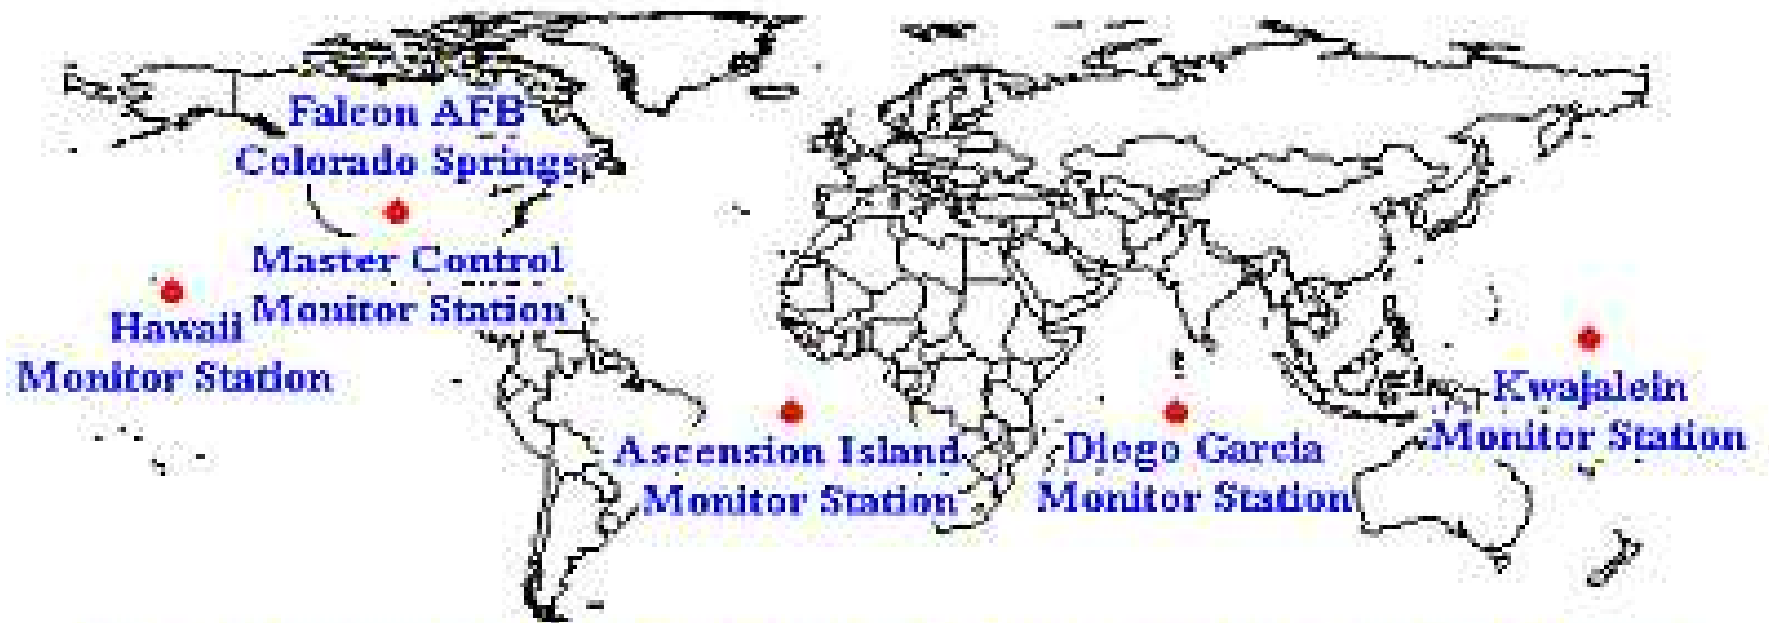 Falcon AFB
Colorado Springs
Master Control
Monitor Station
Hawaii
Monitor Station
Ascension Island
Monitor Station
Diego Garcia
Monitor Station
Kwajalein
Monitor Station